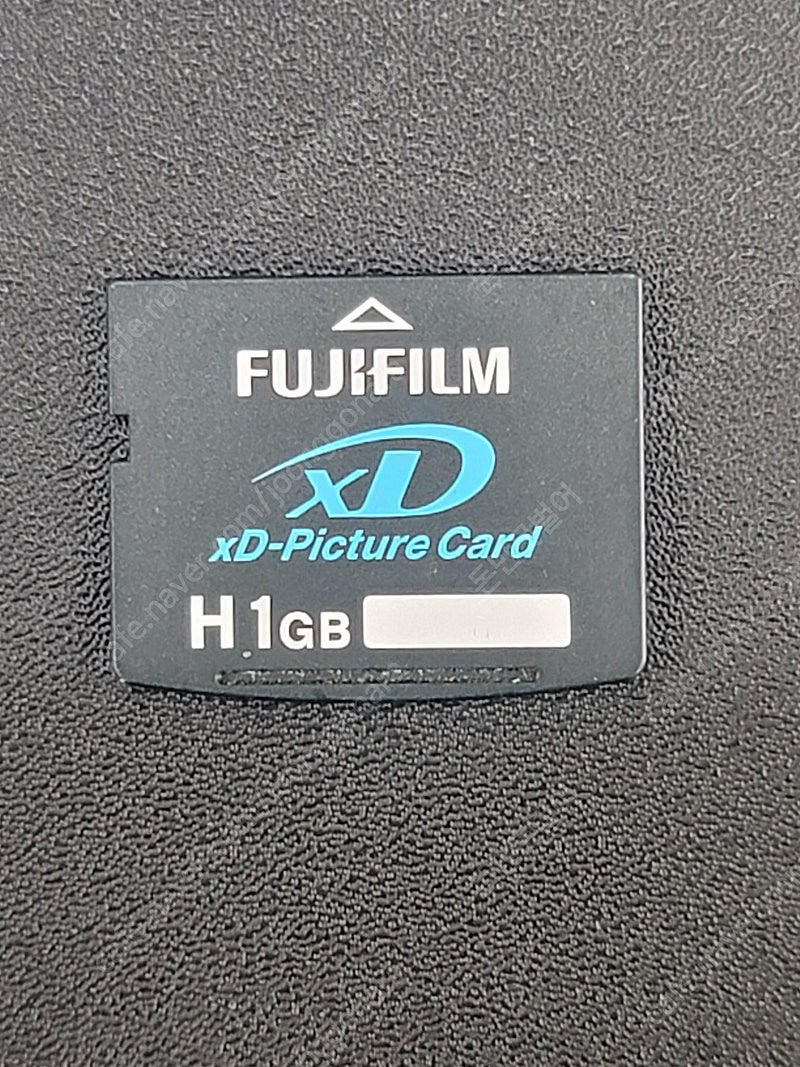 FUJIFILM
xD
xD-Picture Card
H 1GB